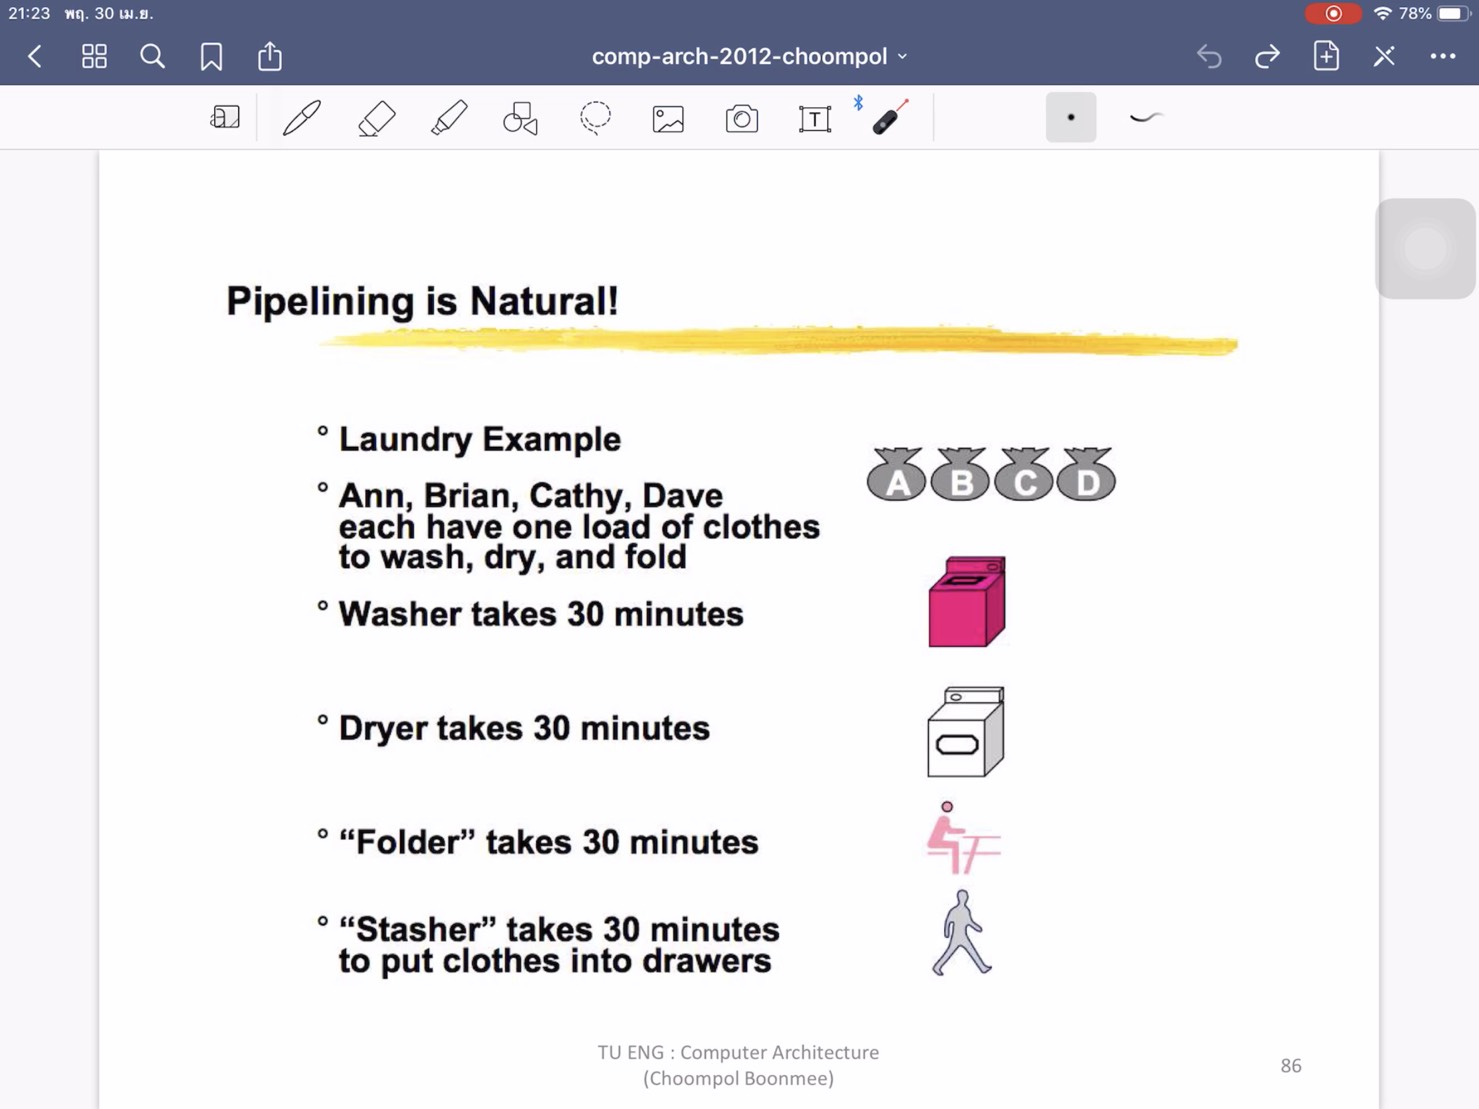 21:23 พฤ. 30 เม.ย.
78%
comp-arch-2012-choompol
T
Pipelining is Natural!
° Laundry Example
A B C D
° Ann, Brian, Cathy, Dave
each have one load of clothes
to wash, dry, and fold
° Washer takes 30 minutes
° Dryer takes 30 minutes
° “Folder” takes 30 minutes
° “Stasher” takes 30 minutes
to put clothes into drawers
TU ENG : Computer Architecture
(Choompol Boonmee)
86